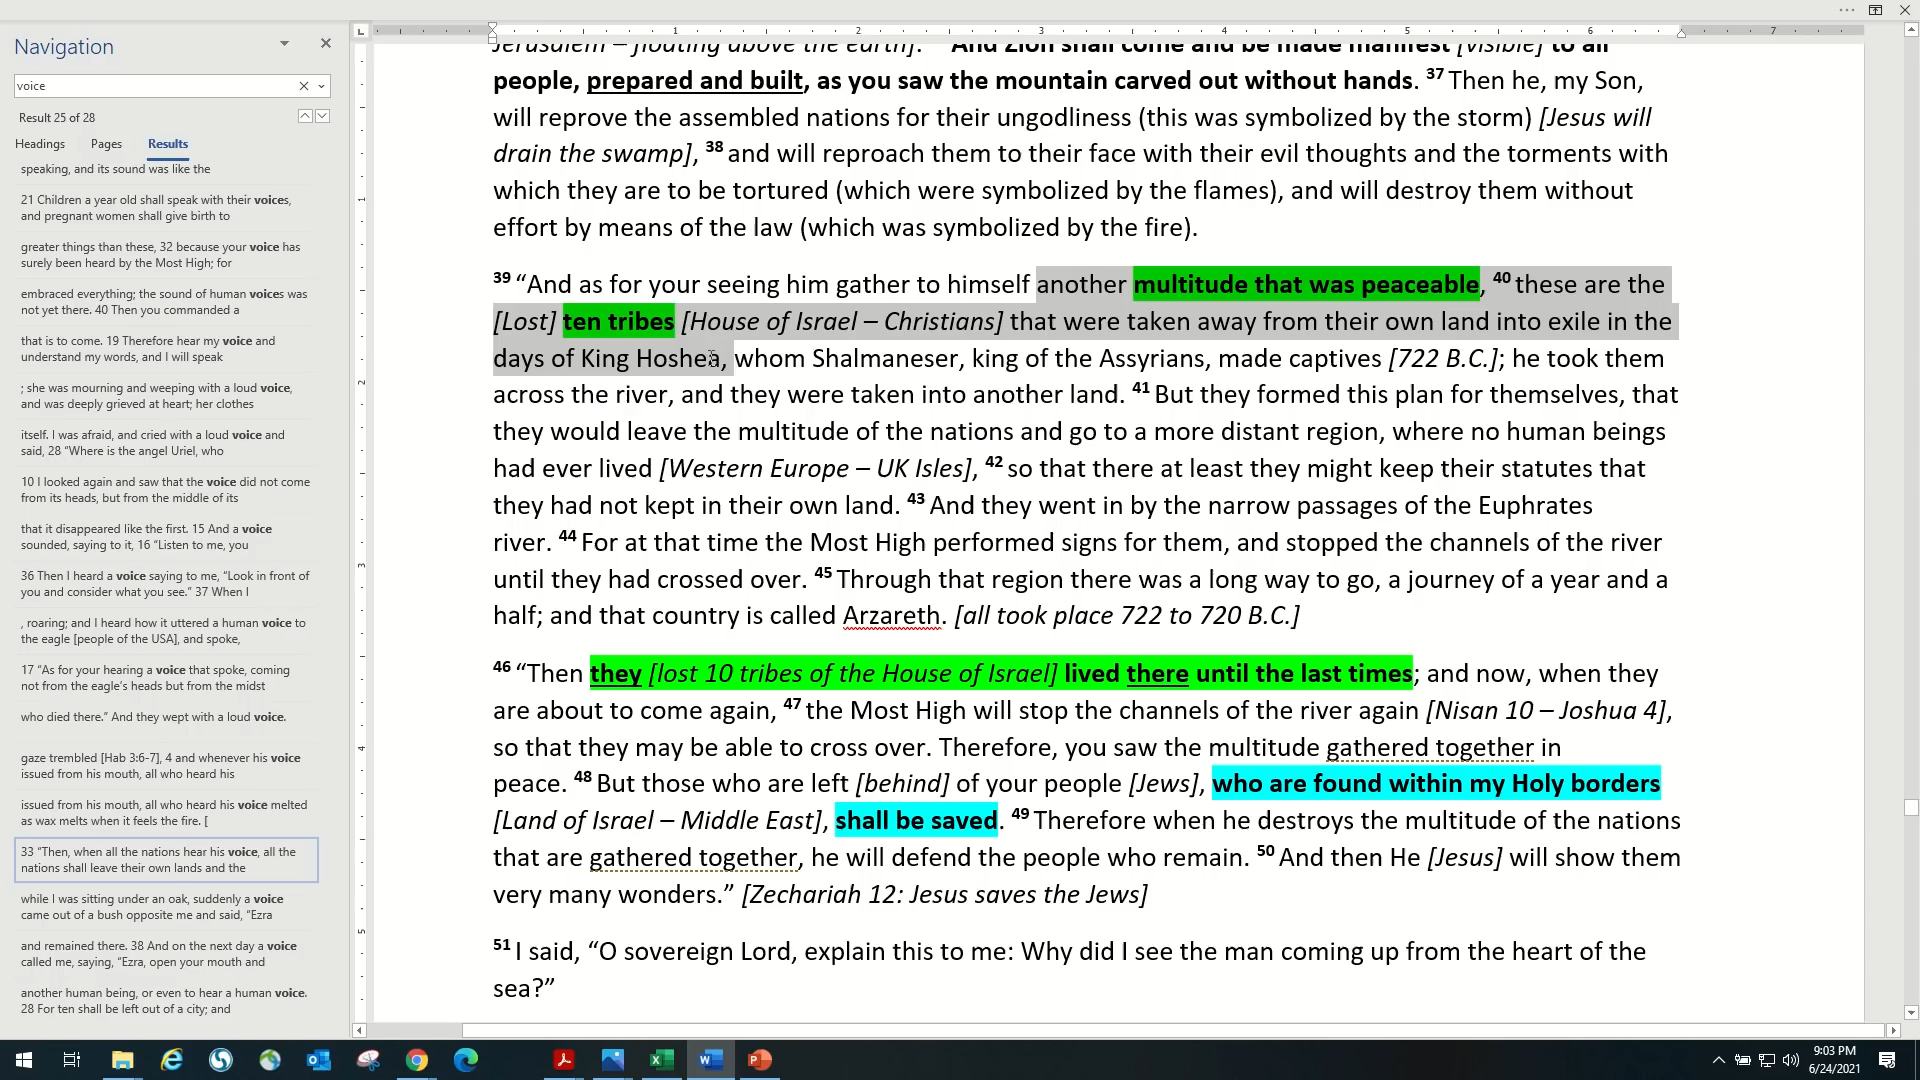 Navigation
voice
Result 25 of 28
Headings Pages Results
speaking, and its sound was like the
21 Children a year old shall speak with their voices,
and pregnant women shall give birth to
greater things than these, 32 because your voice has
surely been heard by the Most High; for
embraced everything; the sound of human voices was
not yet there. 40 Then you commanded a
that is to come. 19 Therefore hear my voice and
understand my words, and I will speak
; she was mourning and weeping with a loud voice,
and was deeply grieved at heart; her clothes
itself. I was afraid, and cried with a loud voice and
said, 28 “Where is the angel Uriel, who
10 I looked again and saw that the voice did not come
from its heads, but from the middle of its
that it disappeared like the first. 15 And a voice
sounded, saying to it, 16 “Listen to me, you
36 Then I heard a voice saying to me, “Look in front of
you and consider what you see.” 37 When I
, roaring; and I heard how it uttered a human voice to
the eagle [people of the USA], and spoke,
17 “As for your hearing a voice that spoke, coming
not from the eagle’s heads but from the midst
who died there.” And they wept with a loud voice.
gaze trembled [Hab 3:6-7], 4 and whenever his voice
issued from his mouth, all who heard his
issued from his mouth, all who heard his voice melted
as wax melts when it feels the fire. [
33 “Then, when all the nations hear his voice, all the
nations shall leave their own lands and the
while I was sitting under an oak, suddenly a voice
came out of a bush opposite me and said, “Ezra
and remained there. 38 And on the next day a voice
called me, saying, “Ezra, open your mouth and
another human being, or even to hear a human voice.
28 For ten shall be left out of a city; and
1 2 3 4 5 6 7
1
2
3
4
5
Jerusalem – floating above the earth]. And Zion shall come and be made manifest [visible] to all
people, prepared and built, as you saw the mountain carved out without hands. 37 Then he, my Son,
will reprove the assembled nations for their ungodliness (this was symbolized by the storm) [Jesus will
drain the swamp], 38 and will reproach them to their face with their evil thoughts and the torments with
which they are to be tortured (which were symbolized by the flames), and will destroy them without
effort by means of the law (which was symbolized by the fire).
39 “And as for your seeing him gather to himself another multitude that was peaceable, 40 these are the
[Lost] ten tribes [House of Israel – Christians] that were taken away from their own land into exile in the
days of King Hoshea, whom Shalmaneser, king of the Assyrians, made captives [722 B.C.]; he took them
across the river, and they were taken into another land. 41 But they formed this plan for themselves, that
they would leave the multitude of the nations and go to a more distant region, where no human beings
had ever lived [Western Europe – UK Isles], 42 so that there at least they might keep their statutes that
they had not kept in their own land. 43 And they went in by the narrow passages of the Euphrates
river. 44 For at that time the Most High performed signs for them, and stopped the channels of the river
until they had crossed over. 45 Through that region there was a long way to go, a journey of a year and a
half; and that country is called Arzareth. [all took place 722 to 720 B.C.]
46 “Then they [lost 10 tribes of the House of Israel] lived there until the last times; and now, when they
are about to come again, 47 the Most High will stop the channels of the river again [Nisan 10 – Joshua 4],
so that they may be able to cross over. Therefore, you saw the multitude gathered together in
peace. 48 But those who are left [behind] of your people [Jews], who are found within my Holy borders
[Land of Israel – Middle East], shall be saved. 49 Therefore when he destroys the multitude of the nations
that are gathered together, he will defend the people who remain. 50 And then He [Jesus] will show them
very many wonders.” [Zechariah 12: Jesus saves the Jews]
51 I said, “O sovereign Lord, explain this to me: Why did I see the man coming up from the heart of the
sea?”
9:03 PM
6/24/2021